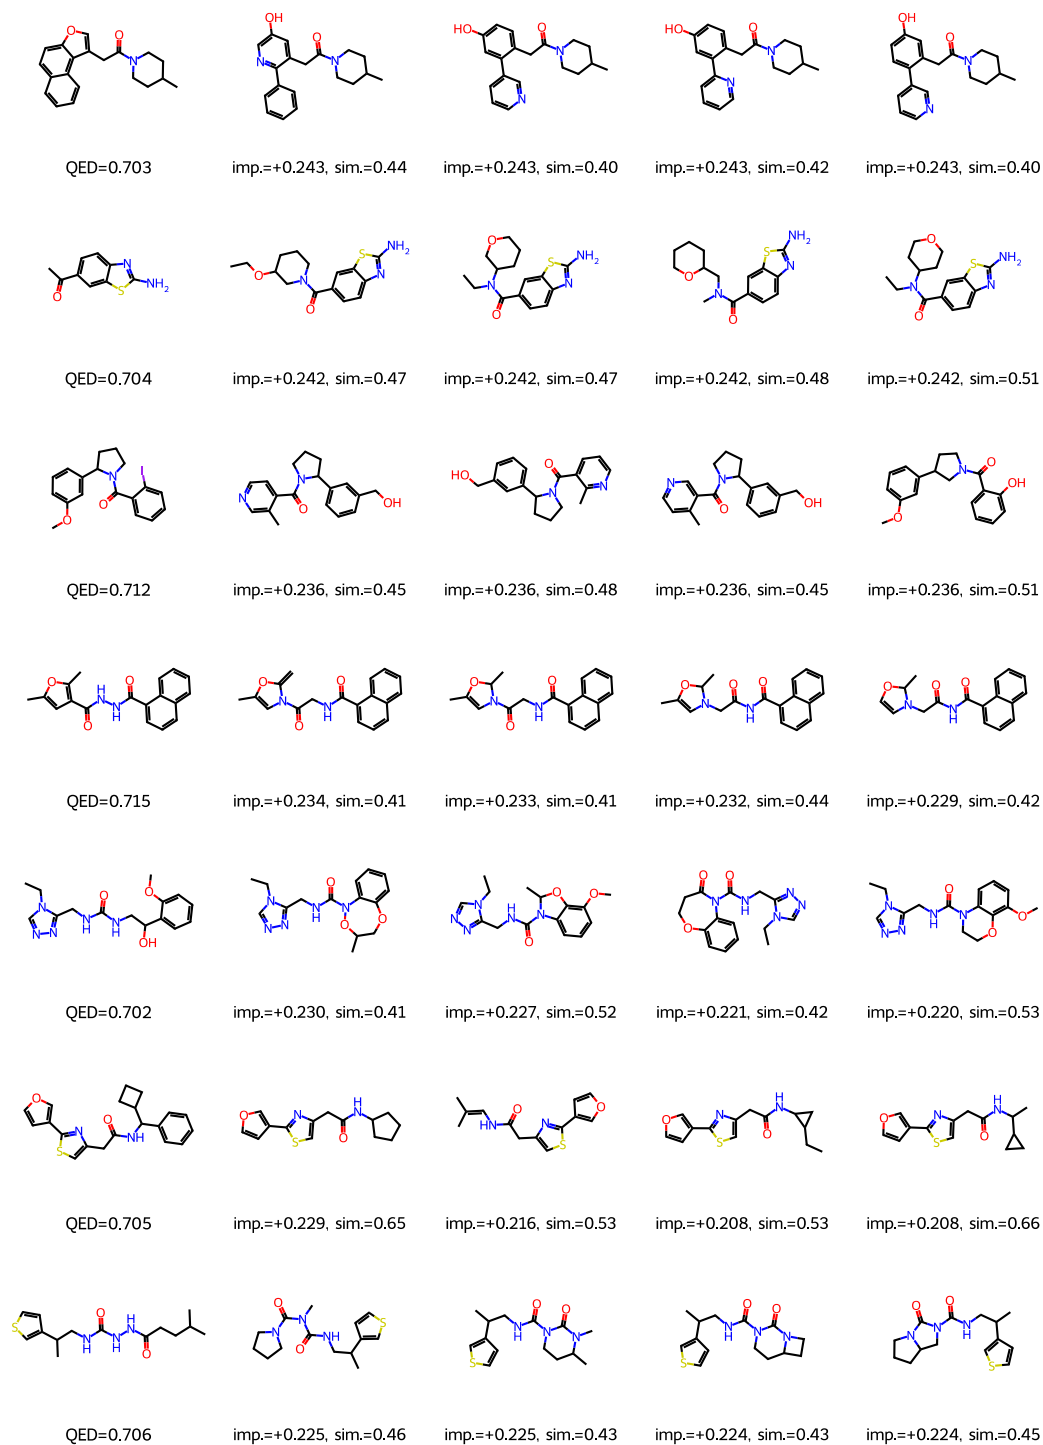 QED=0.703 imp.=+0.243, sim.=0.44 imp.=+0.243, sim.=0.40 imp.=+0.243, sim.=0.42 imp.=+0.243, sim.=0.40
QED=0.704 imp.=+0.242, sim.=0.47 imp.=+0.242, sim.=0.47 imp.=+0.242, sim.=0.48 imp.=+0.242, sim.=0.51
QED=0.712 imp.=+0.236, sim.=0.45 imp.=+0.236, sim.=0.48 imp.=+0.236, sim.=0.45 imp.=+0.236, sim.=0.51
QED=0.715 imp.=+0.234, sim.=0.41 imp.=+0.233, sim.=0.41 imp.=+0.232, sim.=0.44 imp.=+0.229, sim.=0.42
QED=0.702 imp.=+0.230, sim.=0.41 imp.=+0.227, sim.=0.52 imp.=+0.221, sim.=0.42 imp.=+0.220, sim.=0.53
QED=0.705 imp.=+0.229, sim.=0.65 imp.=+0.216, sim.=0.53 imp.=+0.208, sim.=0.53 imp.=+0.208, sim.=0.66
QED=0.706 imp.=+0.225, sim.=0.46 imp.=+0.225, sim.=0.43 imp.=+0.224, sim.=0.43 imp.=+0.224, sim.=0.45